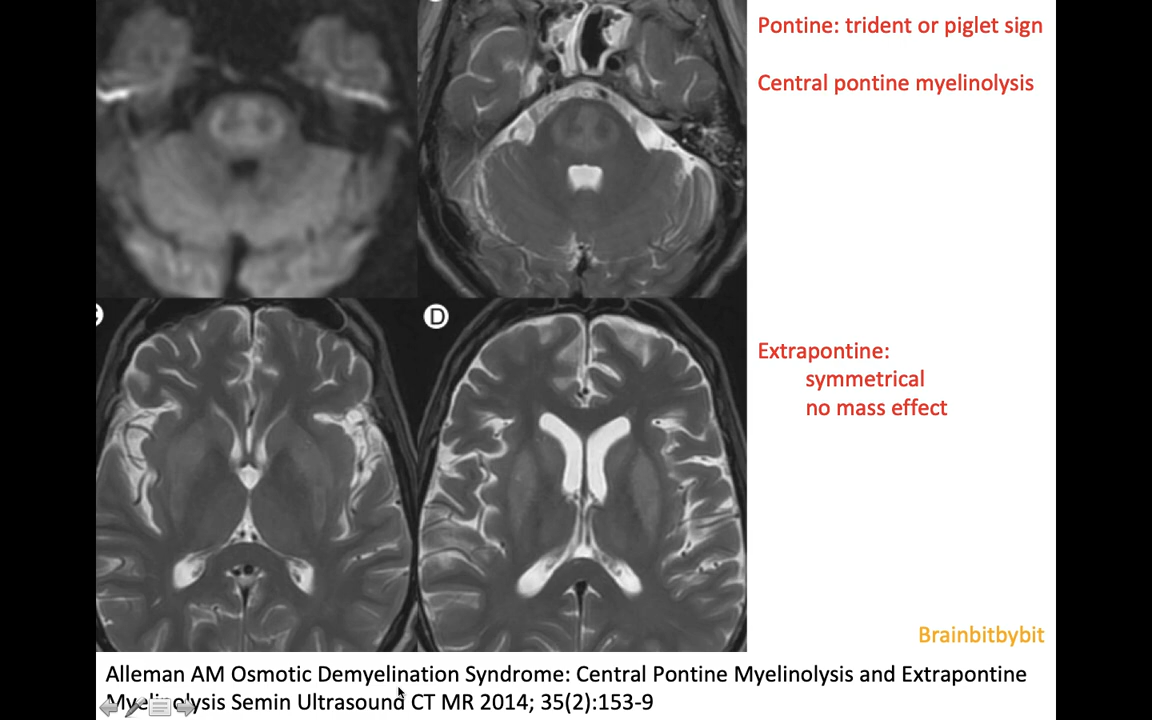 Pontine: trident or piglet sign
Central pontine myelinolysis
D
Extrapontine:
symmetrical
no mass effect
Brainbitbybit
Alleman AM Osmotic Demyelination Syndrome: Central Pontine Myelinolysis and Extrapontine
Myelinolysis Semin Ultrasound CT MR 2014; 35(2):153-9